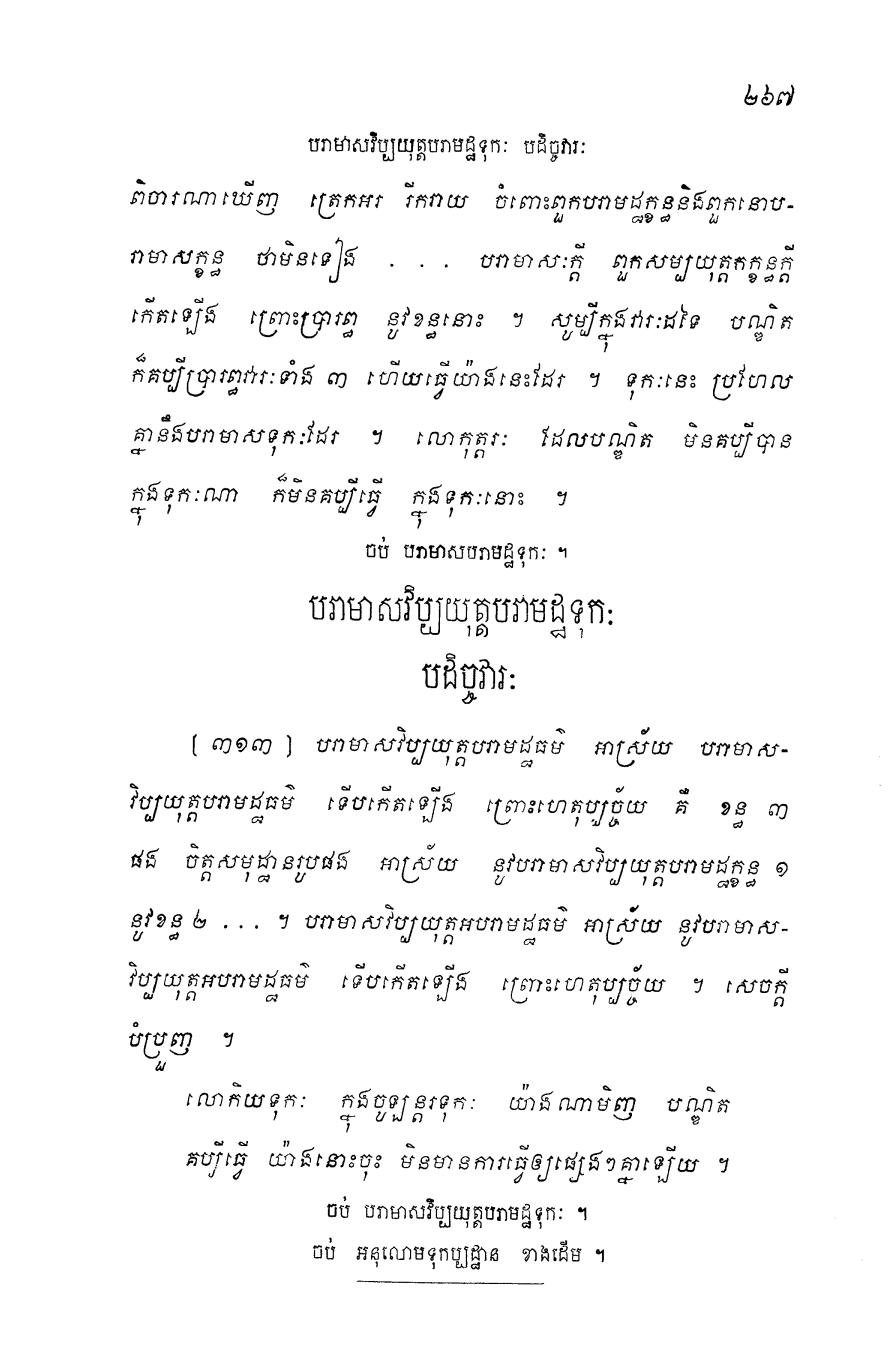 ២៦៧
បរាមាសវិប្បយុត្តបរាមដ្ឋទុកៈ បដិច្ចវារៈ
ពិចារណាឃើញ ត្រេកអរ រីករាយ ចំពោះពួកបរាមដ្ឋក្ខន្ធនិងពួកនោប-
រាមាសក្ខន្ធ ថាមិនទៀង . . . បរាមាសៈក្តី ពួកសម្បយុត្តកក្ខន្ធក្តី
កើតឡើង ព្រោះប្រារព្ធ នូវខន្ធនោះ ។ សូម្បីក្នុងវារៈដទៃ បណ្ឌិត
ក៏គប្បីប្រារព្ធវារៈទាំង ៣ ហើយធ្វើយ៉ាងនេះដែរ ។ ទុកៈនេះ ប្រហែល
គ្នានឹងបរាមាសទុកៈដែរ ។ លោកុត្តរៈ ដែលបណ្ឌិត មិនគប្បីបាន
ក្នុងទុកៈណា ក៏មិនគប្បីធ្វើ ក្នុងទុកៈនោះ ។
ចប់ បរាមាសបរាមដ្ឋទុកៈ ។
បរាមាសវិប្បយុត្តបរាមដ្ឋទុកៈ
បដិច្ចវារៈ
[ ៣១៣ ] បរាមាសវិប្បយុត្តបរាមដ្ឋធម៌ អាស្រ័យ បរាមាស-
វិប្បយុត្តបរាមដ្ឋធម៌ ទើបកើតឡើង ព្រោះហេតុប្បច្ច័យ គឺ ខន្ធ ៣
ផង ចិត្តសមុដ្ឋានរូបផង អាស្រ័យ នូវបរាមាសវិប្បយុត្តបរាមដ្ឋក្ខន្ធ ១
នូវខន្ធ ២ . . . ។ បរាមាសវិប្បយុត្តអបរាមដ្ឋធម៌ អាស្រ័យ នូវបរាមាស-
វិប្បយុត្តអបរាមដ្ឋធម៌ ទើបកើតឡើង ព្រោះហេតុប្បច្ច័យ ។ សេចក្តី
បំប្រួញ ។
លោកិយទុកៈ ក្នុងចូឡន្តរទុកៈ យ៉ាងណាមិញ បណ្ឌិត
គប្បីធ្វើ យ៉ាងនោះចុះ មិនមានការធ្វើឲ្យផ្សេងៗគ្នាឡើយ ។
ចប់ បរាមាសវិប្បយុត្តបរាមដ្ឋទុកៈ ។
ចប់ អនុលោមទុកប្បដ្ឋាន ខាងដើម ។